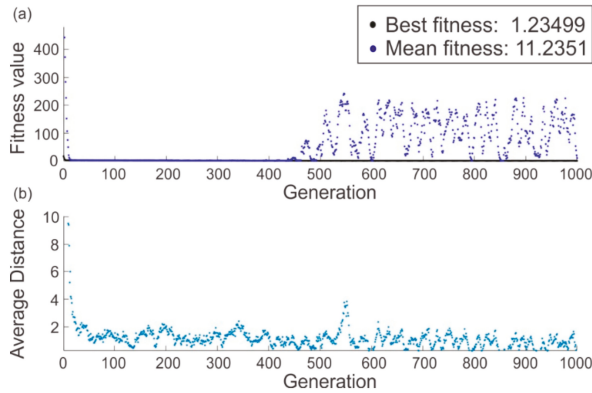 (a)
Best fitness: 1.23499
Mean fitness: 11.2351
Fitness value
400
300
200
100
0
0 100 200 300 400 500 600 700 800 900 1000
Generation
(b)
Average Distance
10
8
6
4
2
0 100 200 300 400 500 600 700 800 900 1000
Generation